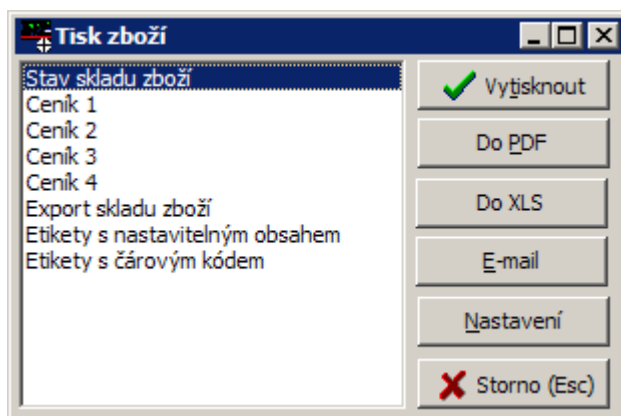 Tisk zboží
Stav skladu zboží
Ceník 1
Ceník 2
Ceník 3
Ceník 4
Export skladu zboží
Etikety s nastavitelným obsahem
Etikety s čárovým kódem
Vytisknout
Do PDF
Do XLS
E-mail
Nastavení
Storno (Esc)